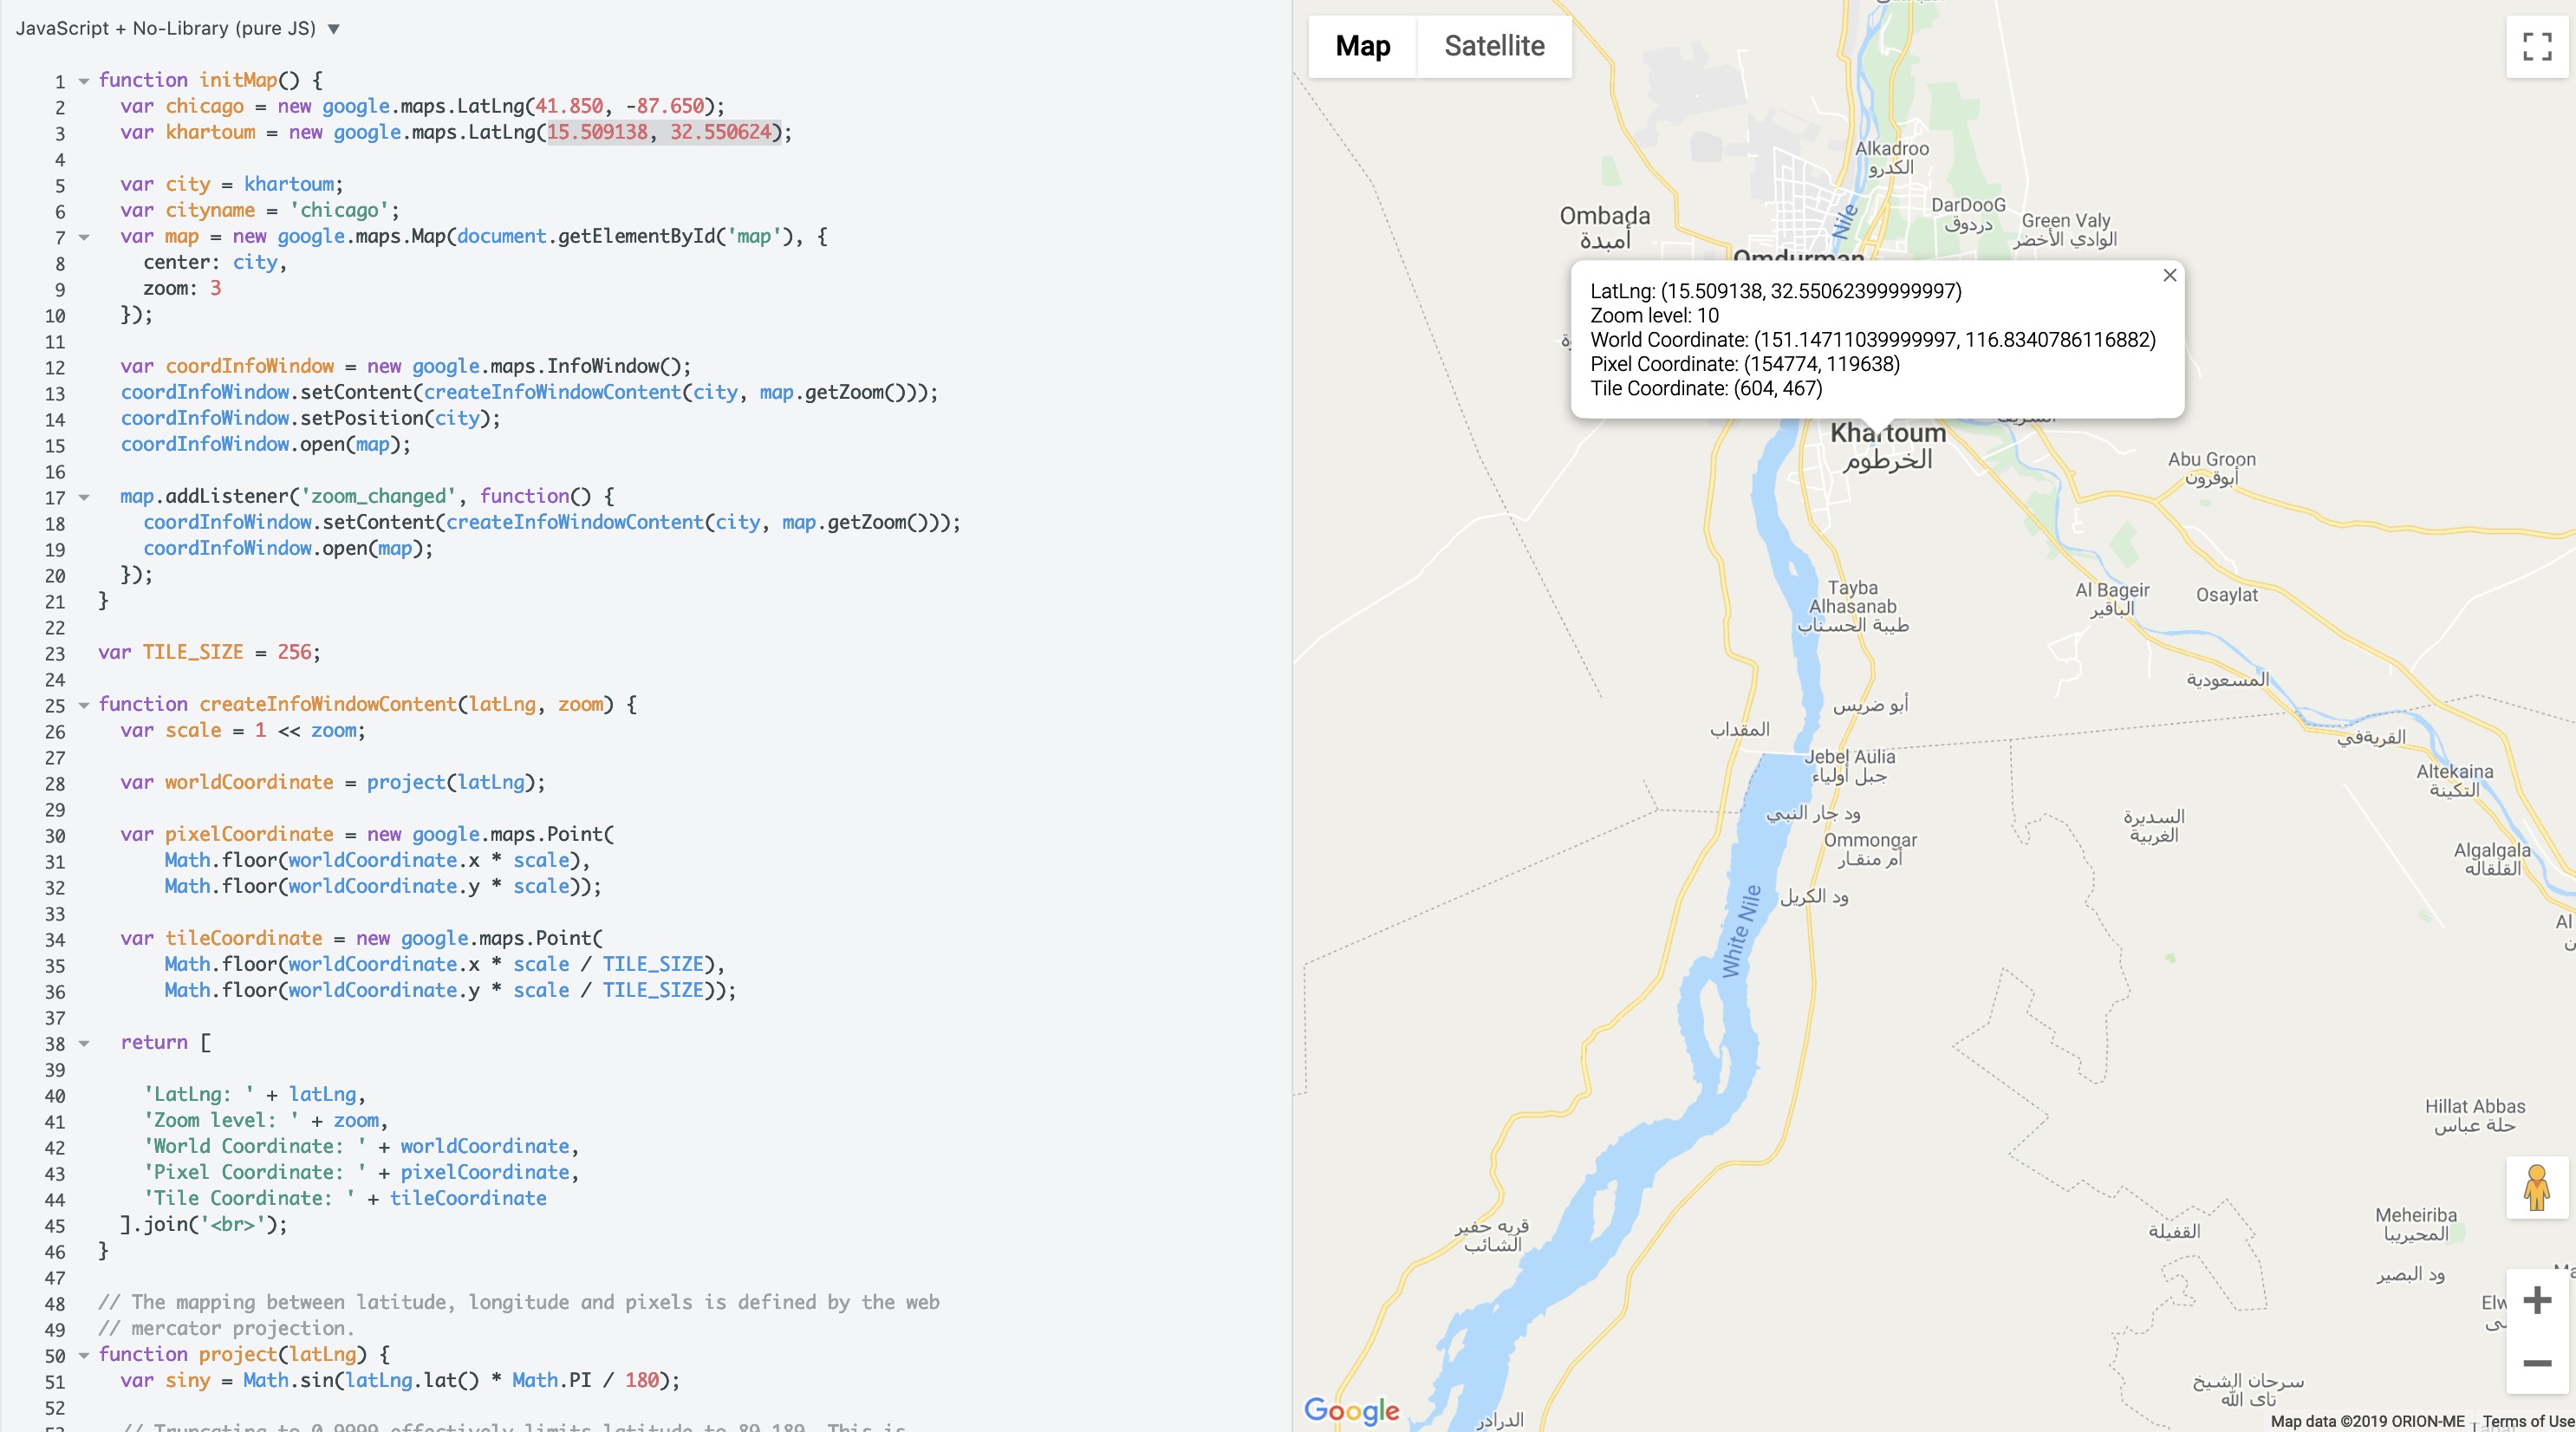 JavaScript + No-Library (pure JS) ▼
1 function initMap() {
2 var chicago = new google.maps.LatLng(41.850, -87.650);
3 var khartoum = new google.maps.LatLng(15.509138, 32.550624);
4
5 var city = khartoum;
6 var cityname = 'chicago';
7 var map = new google.maps.Map(document.getElementById('map'), {
8 center: city,
9 zoom: 3
10 });
11
12 var coordInfoWindow = new google.maps.InfoWindow();
13 coordInfoWindow.setContent(createInfoWindowContent(city, map.getZoom()));
14 coordInfoWindow.setPosition(city);
15 coordInfoWindow.open(map);
16
17 map.addListener('zoom_changed', function() {
18 coordInfoWindow.setContent(createInfoWindowContent(city, map.getZoom()));
19 coordInfoWindow.open(map);
20 });
21 }
22
23 var TILE_SIZE = 256;
24
25 function createInfoWindowContent(latLng, zoom) {
26 var scale = 1 << zoom;
27
28 var worldCoordinate = project(latLng);
29
30 var pixelCoordinate = new google.maps.Point(
31 Math.floor(worldCoordinate.x * scale),
32 Math.floor(worldCoordinate.y * scale));
33
34 var tileCoordinate = new google.maps.Point(
35 Math.floor(worldCoordinate.x * scale / TILE_SIZE),
36 Math.floor(worldCoordinate.y * scale / TILE_SIZE));
37
38 return [
39
40 'LatLng: ' + latLng,
41 'Zoom level: ' + zoom,
42 'World Coordinate: ' + worldCoordinate,
43 'Pixel Coordinate: ' + pixelCoordinate,
44 'Tile Coordinate: ' + tileCoordinate
45 ].join('<br>');
46 }
47
48 // The mapping between latitude, longitude and pixels is defined by the web
49 // mercator projection.
50 function project(latLng) {
51 var siny = Math.sin(latLng.lat() * Math.PI / 180);
52
Map Satellite
Alkadroo
الكدرو
Ombada
أمبدة
Nile
DarDooG
دردوق
Green Valy
الوادي الأخضر
Omdurman
LatLng: (15.509138, 32.55062399999997)
Zoom level: 10
World Coordinate: (151.14711039999997, 116.8340786116882)
Pixel Coordinate: (154774, 119638)
Tile Coordinate: (604, 467)
Khartoum
الخرطوم
Abu Groon
أبوقرون
Tayba
Alhasanab
طيبة الحسناب
Al Bageir
الباقير
Osaylat
المسعودية
أبو ضريس
المقداب
القريةفي
Jebel Aulia
جبل أولياء
Altekaina
التكينة
ود جار النبي
السديرة
الغربية
Ommongar
أم منقار
Algalgala
القلقاله
ود الكريل
White Nile
Al
Hillat Abbas
حلة عباس
قريه حفير
الشائب
القفيلة
Meheiriba
المحيريبا
ود البصير
Elw
سرحان الشيخ
تاى الله
Google
الدرادر
Map data ©2019 ORION-ME Terms of Use